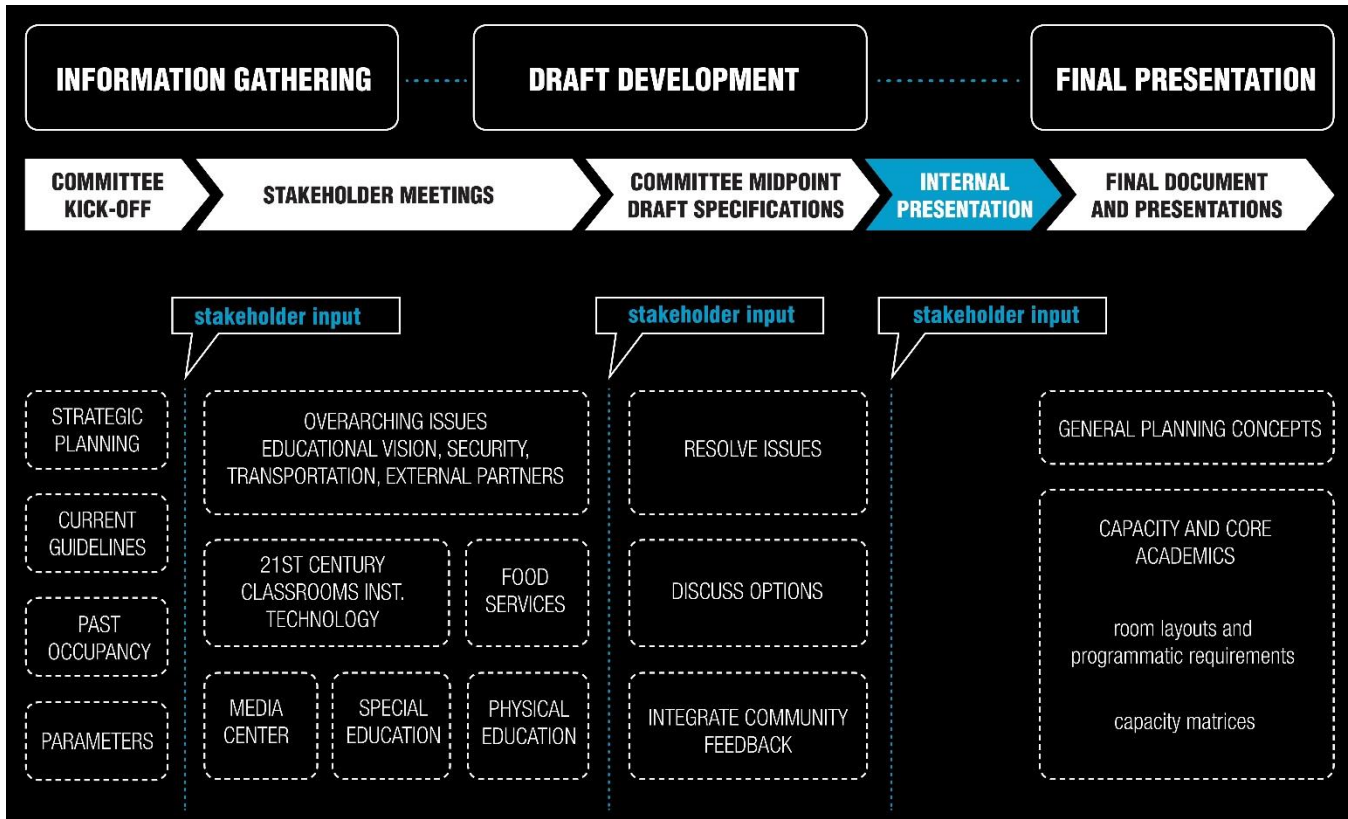 INFORMATION GATHERING
DRAFT DEVELOPMENT
FINAL PRESENTATION
COMMITTEE
KICK-OFF
STAKEHOLDER MEETINGS
COMMITTEE MIDPOINT
DRAFT SPECIFICATIONS
INTERNAL
PRESENTATION
FINAL DOCUMENT
AND PRESENTATIONS
stakeholder input
stakeholder input
stakeholder input
STRATEGIC
PLANNING
CURRENT
GUIDELINES
PAST
OCCUPANCY
PARAMETERS
OVERARCHING ISSUES
EDUCATIONAL VISION, SECURITY,
TRANSPORTATION, EXTERNAL PARTNERS
21ST CENTURY
CLASSROOMS INST.
TECHNOLOGY
FOOD
SERVICES
MEDIA
CENTER
SPECIAL
EDUCATION
PHYSICAL
EDUCATION
RESOLVE ISSUES
DISCUSS OPTIONS
INTEGRATE COMMUNITY
FEEDBACK
GENERAL PLANNING CONCEPTS
CAPACITY AND CORE
ACADEMICS
room layouts and
programmatic requirements
capacity matrices